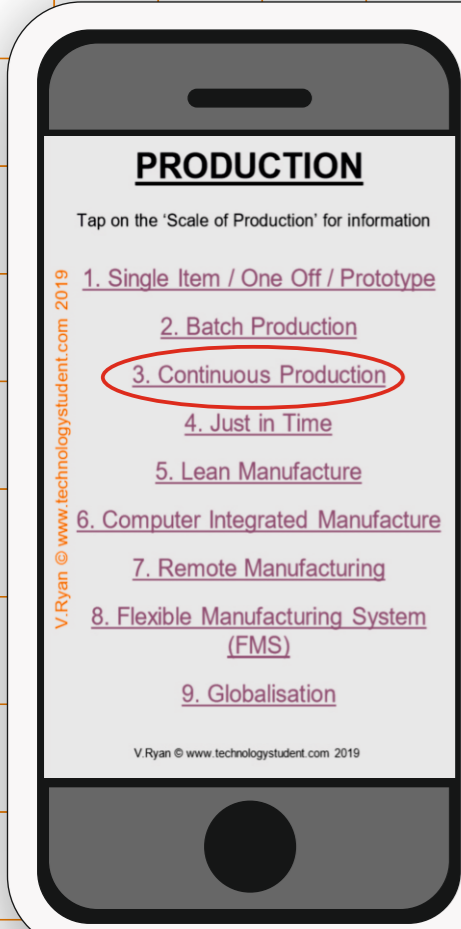 PRODUCTION
Tap on the ‘Scale of Production’ for information
1. Single Item / One Off / Prototype
2. Batch Production
3. Continuous Production
4. Just in Time
5. Lean Manufacture
6. Computer Integrated Manufacture
7. Remote Manufacturing
8. Flexible Manufacturing System
(FMS)
9. Globalisation
V.Ryan © www.technologystudent.com 2019
V.Ryan © www.technologystudent.com 2019